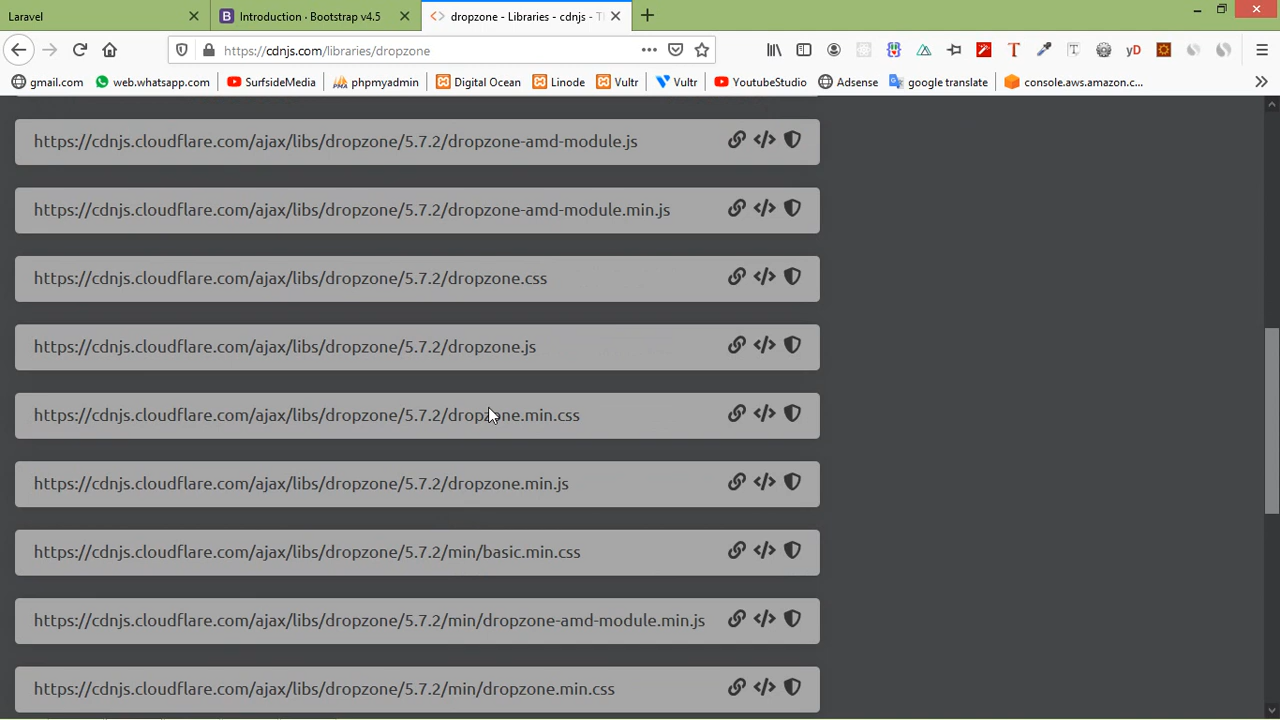 Laravel
Introduction · Bootstrap v4.5
dropzone - Libraries - cdnjs - T
https://cdnjs.com/libraries/dropzone
gmail.com
web.whatsapp.com
SurfsideMedia
phpmyadmin
Digital Ocean
Linode
Vultr
Vultr
YoutubeStudio
Adsense
google translate
console.aws.amazon.c...
https://cdnjs.cloudflare.com/ajax/libs/dropzone/5.7.2/dropzone-amd-module.js
https://cdnjs.cloudflare.com/ajax/libs/dropzone/5.7.2/dropzone-amd-module.min.js
https://cdnjs.cloudflare.com/ajax/libs/dropzone/5.7.2/dropzone.css
https://cdnjs.cloudflare.com/ajax/libs/dropzone/5.7.2/dropzone.js
https://cdnjs.cloudflare.com/ajax/libs/dropzone/5.7.2/dropzone.min.css
https://cdnjs.cloudflare.com/ajax/libs/dropzone/5.7.2/dropzone.min.js
https://cdnjs.cloudflare.com/ajax/libs/dropzone/5.7.2/min/basic.min.css
https://cdnjs.cloudflare.com/ajax/libs/dropzone/5.7.2/min/dropzone-amd-module.min.js
https://cdnjs.cloudflare.com/ajax/libs/dropzone/5.7.2/min/dropzone.min.css